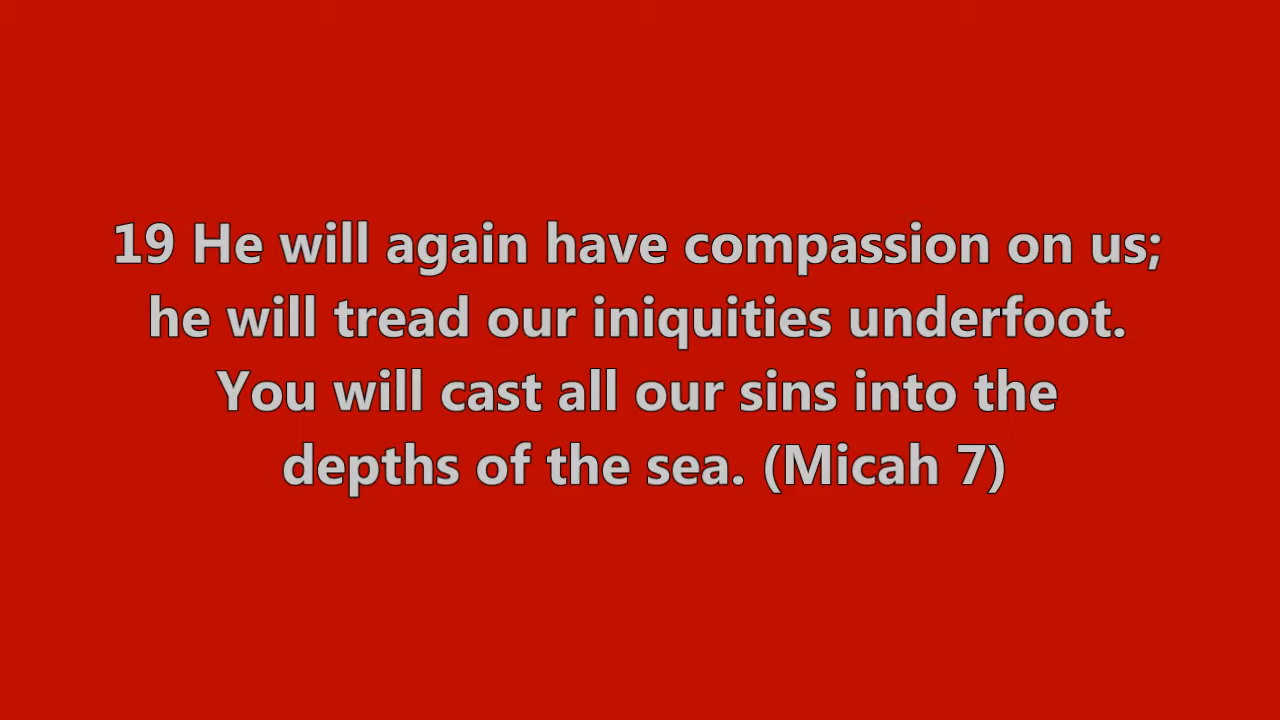 19 He will again have compassion on us;
he will tread our iniquities underfoot.
You will cast all our sins into the
depths of the sea. (Micah 7)